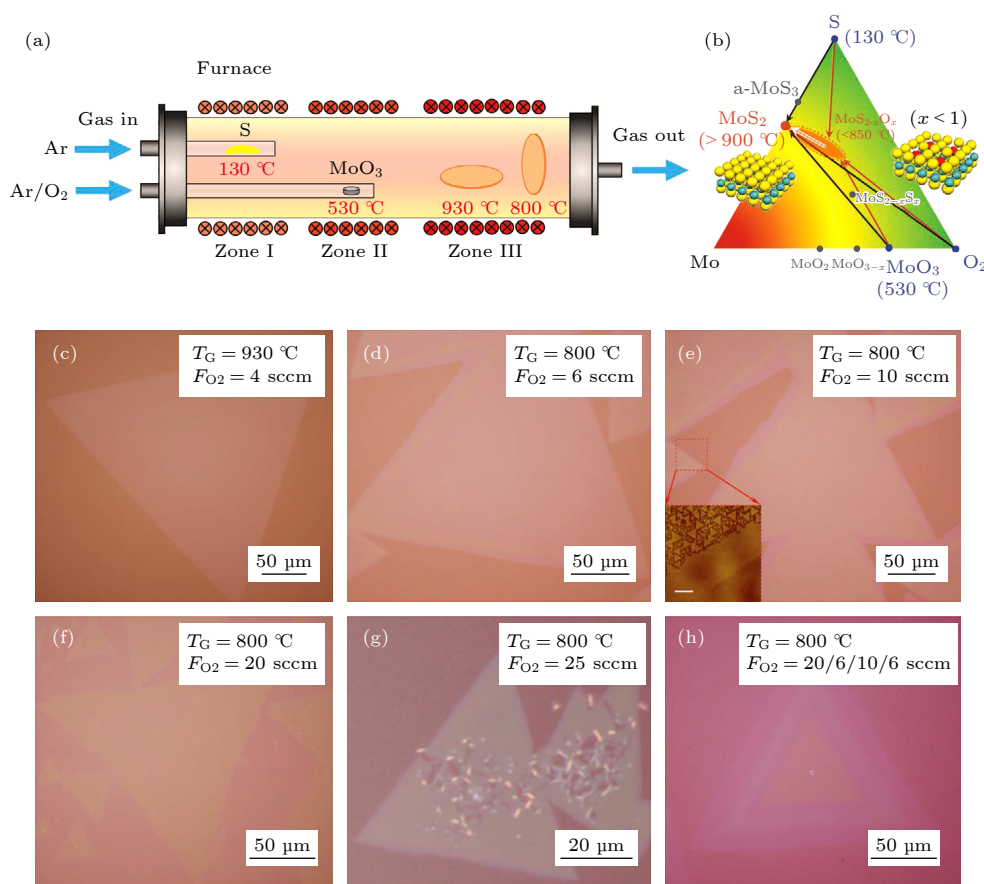 (a)
Furnace
Gas in
S
Gas out
Ar
130 ℃
MoO3
Ar/O2
530 ℃
930 ℃
800 ℃
Zone I
Zone II
Zone III
(b)
S
(130 ℃)
a-MoS3
MoS2
(> 900 ℃)
MoS2-xOx
(<850 ℃)
(x < 1)
MoS2-xSx
Mo
MoO2
MoO3-x
MoO3
(530 ℃)
O2
(c)
TG = 930 ℃
FO2 = 4 sccm
50 µm
(d)
TG = 800 ℃
FO2 = 6 sccm
50 µm
(e)
TG = 800 ℃
FO2 = 10 sccm
50 µm
(f)
TG = 800 ℃
FO2 = 20 sccm
50 µm
(g)
TG = 800 ℃
FO2 = 25 sccm
20 µm
(h)
TG = 800 ℃
FO2 = 20/6/10/6 sccm
50 µm